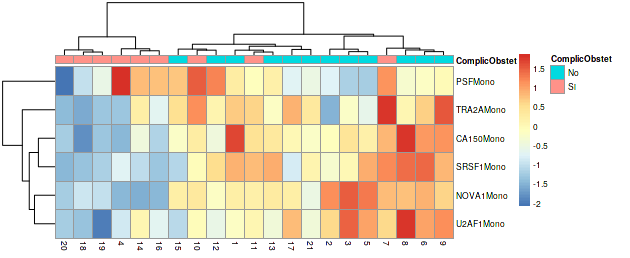 ComplicObstet
ComplicObstet
No
SI
PSFMono
TRA2AMono
CA150Mono
SRSF1Mono
NOVA1Mono
U2AF1Mono
1.5
1
0.5
0
-0.5
-1
-1.5
-2
20 18 19 4 14 16 15 10 12 1 11 13 17 21 2 3 5 7 8 6 9